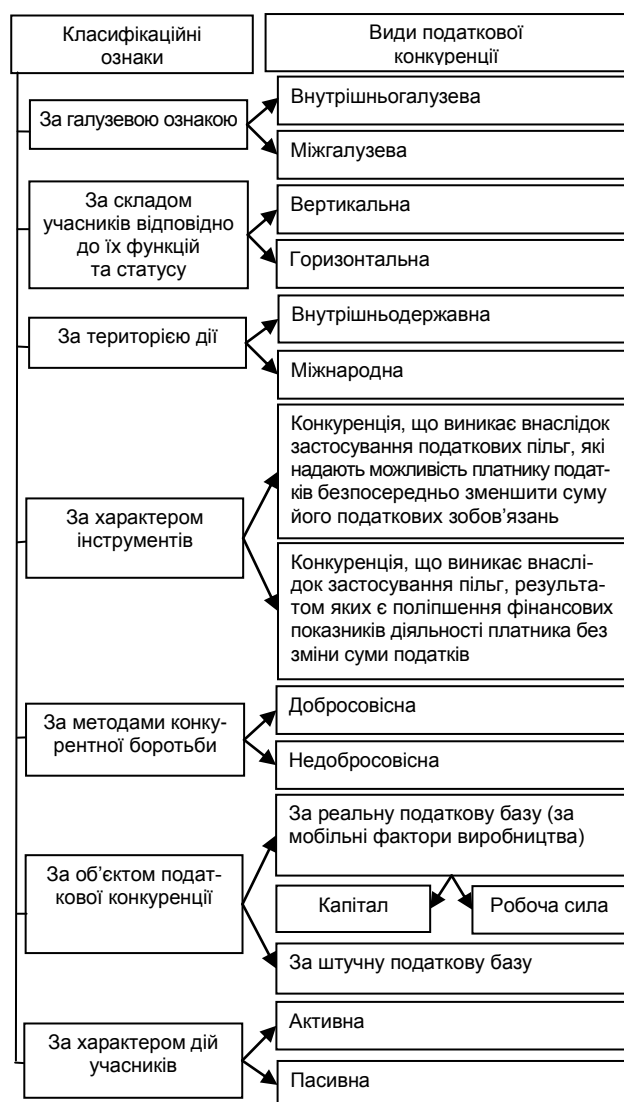 Класифікаційні
ознаки
Види податкової
конкуренції
За галузевою ознакою
Внутрішньогалузева
Міжгалузева
За складом
учасників відповідно
до їх функцій
та статусу
Вертикальна
Горизонтальна
За територією дії
Внутрішньодержавна
Міжнародна
За характером
інструментів
Конкуренція, що виникає внаслідок
застосування податкових пільг, які
надають можливість платнику подат-
ків безпосередньо зменшити суму
його податкових зобов’язань
Конкуренція, що виникає внаслі-
док застосування пільг, результа-
том яких є поліпшення фінансових
показників діяльності платника без
зміни суми податків
За методами конку-
рентної боротьби
Добросовісна
Недобросовісна
За об’єктом подат-
кової конкуренції
За реальну податкову базу (за
мобільні фактори виробництва)
Капітал
Робоча сила
За штучну податкову базу
За характером дій
учасників
Активна
Пасивна